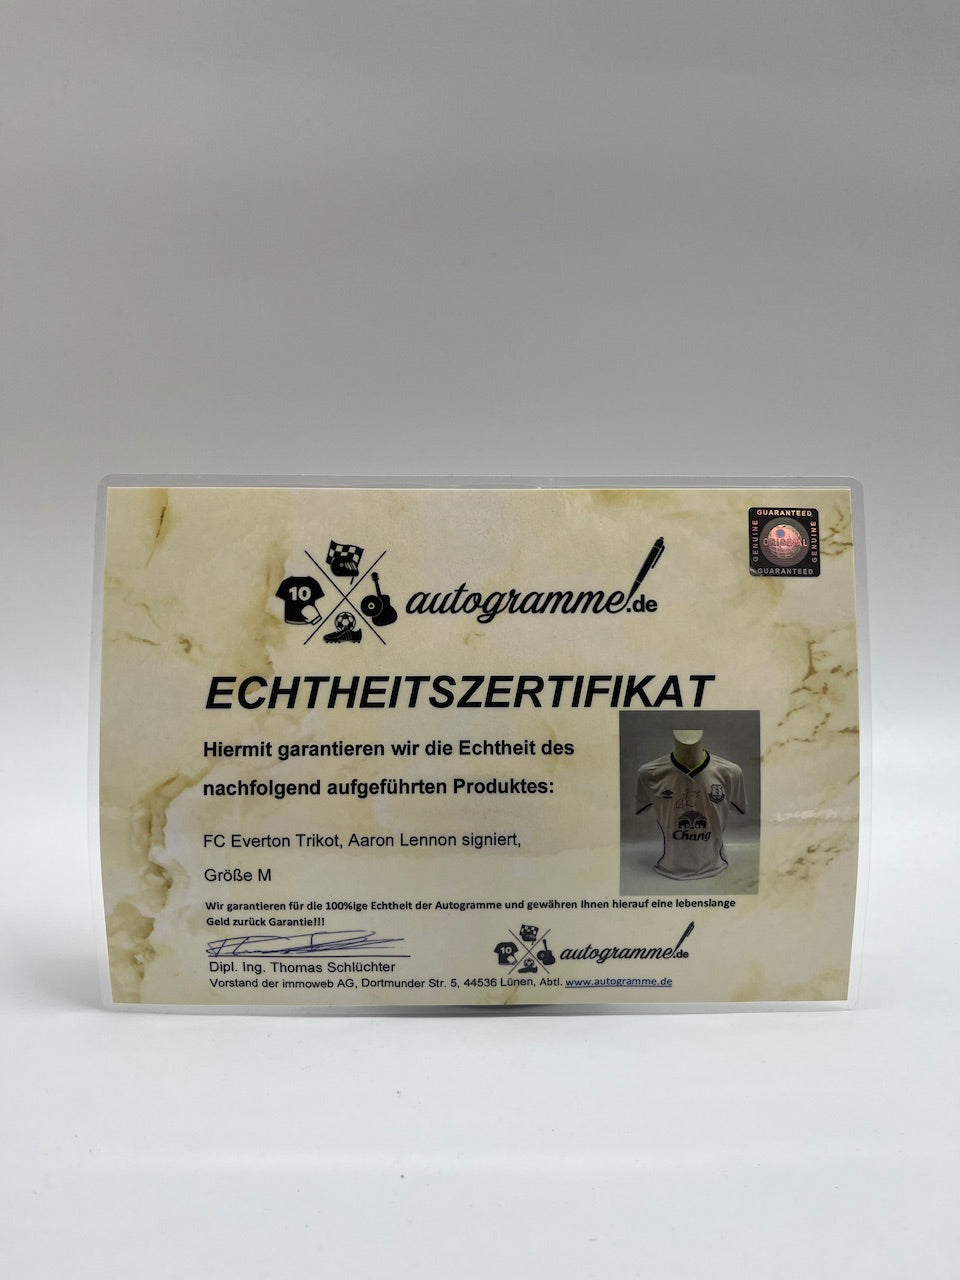 GUARANTEED
GENUINE
ORIGINAL
GENUINE
GUARANTEED
10
autogramme.de
ECHTHEITSZERTIFIKAT
Hiermit garantieren wir die Echtheit des
nachfolgend aufgeführten Produktes:
FC Everton Trikot, Aaron Lennon signiert,
Größe M
Chang
Wir garantieren für die 100%ige Echtheit der Autogramme und gewähren Ihnen hierauf eine lebenslange
Geld zurück Garantie!!!
10
autogramme.de
Dipl. Ing. Thomas Schlüchter
Vorstand der immoweb AG, Dortmunder Str. 5, 44536 Lünen, Abtl. www.autogramme.de